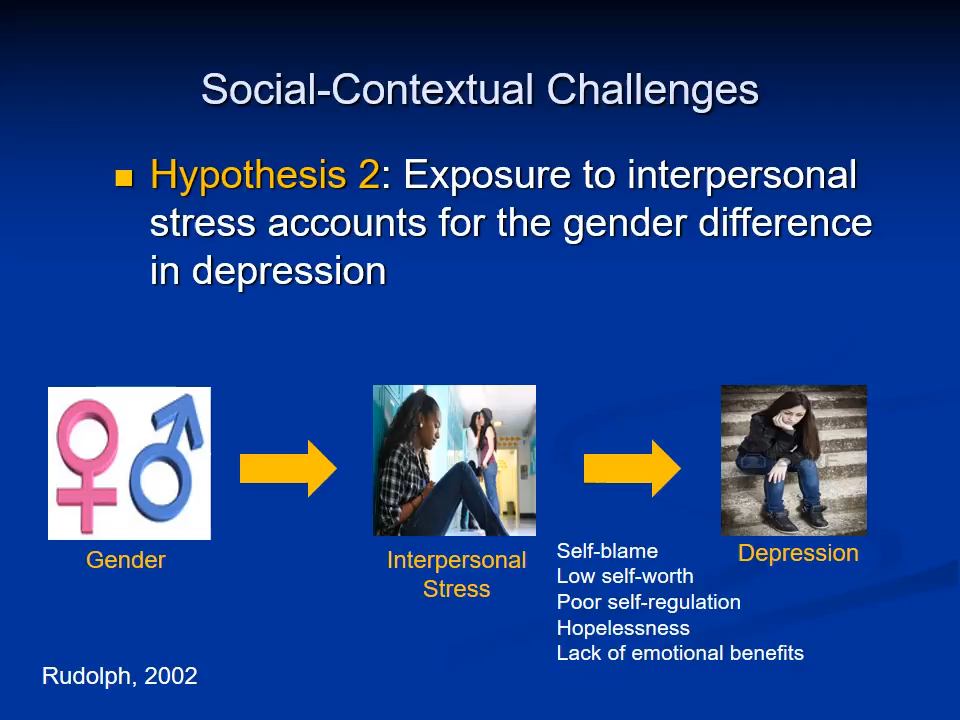 Social-Contextual Challenges
Hypothesis 2: Exposure to interpersonal
stress accounts for the gender difference
in depression
Gender
Interpersonal
Stress
Self-blame
Low self-worth
Poor self-regulation
Hopelessness
Lack of emotional benefits
Depression
Rudolph, 2002